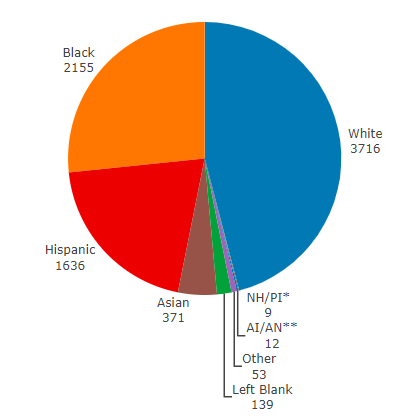 Black
2155
White
3716
Hispanic
1636
Asian
371
NH/PI*
9
AI/AN**
12
Other
53
Left Blank
139